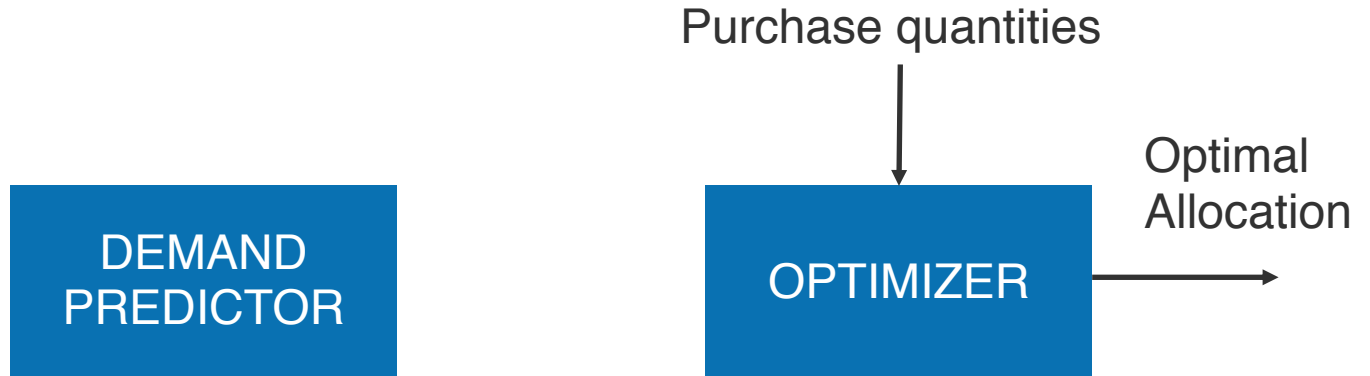 Purchase quantities
Optimal
Allocation
DEMAND
PREDICTOR
OPTIMIZER